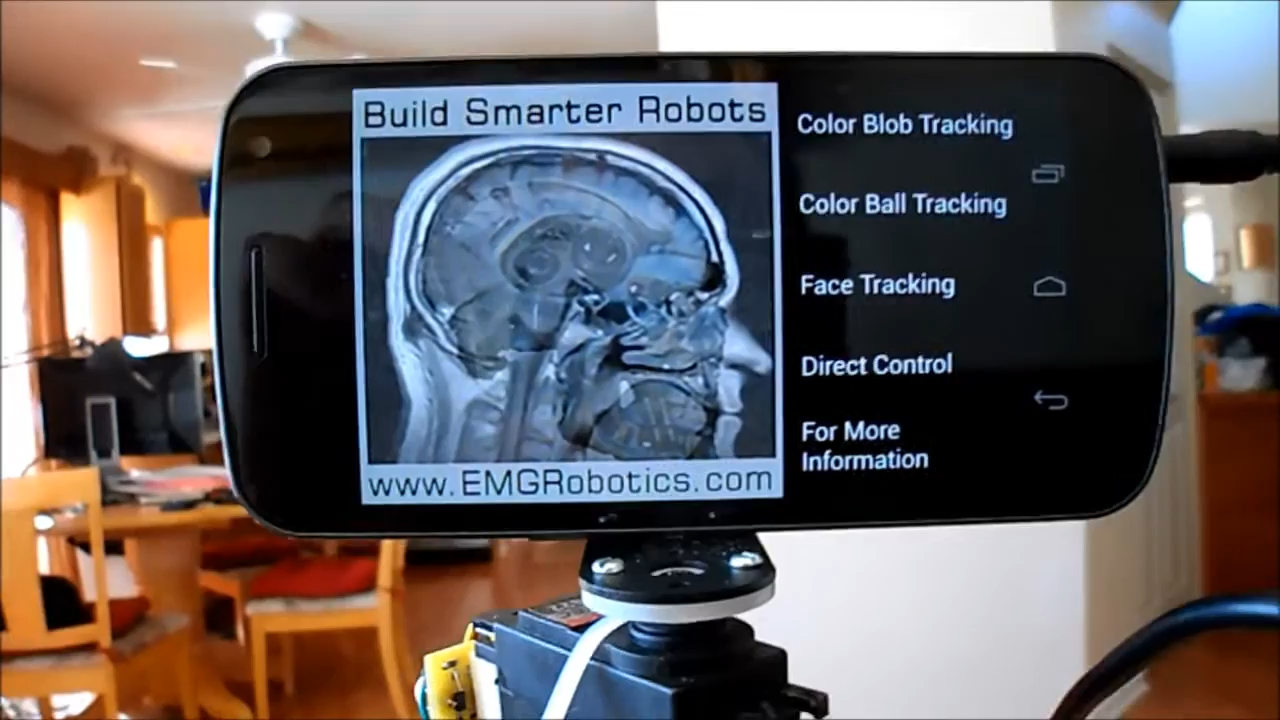 Build Smarter Robots
www.EMGRobotics.com
Color Blob Tracking
Color Ball Tracking
Face Tracking
Direct Control
For More
Information